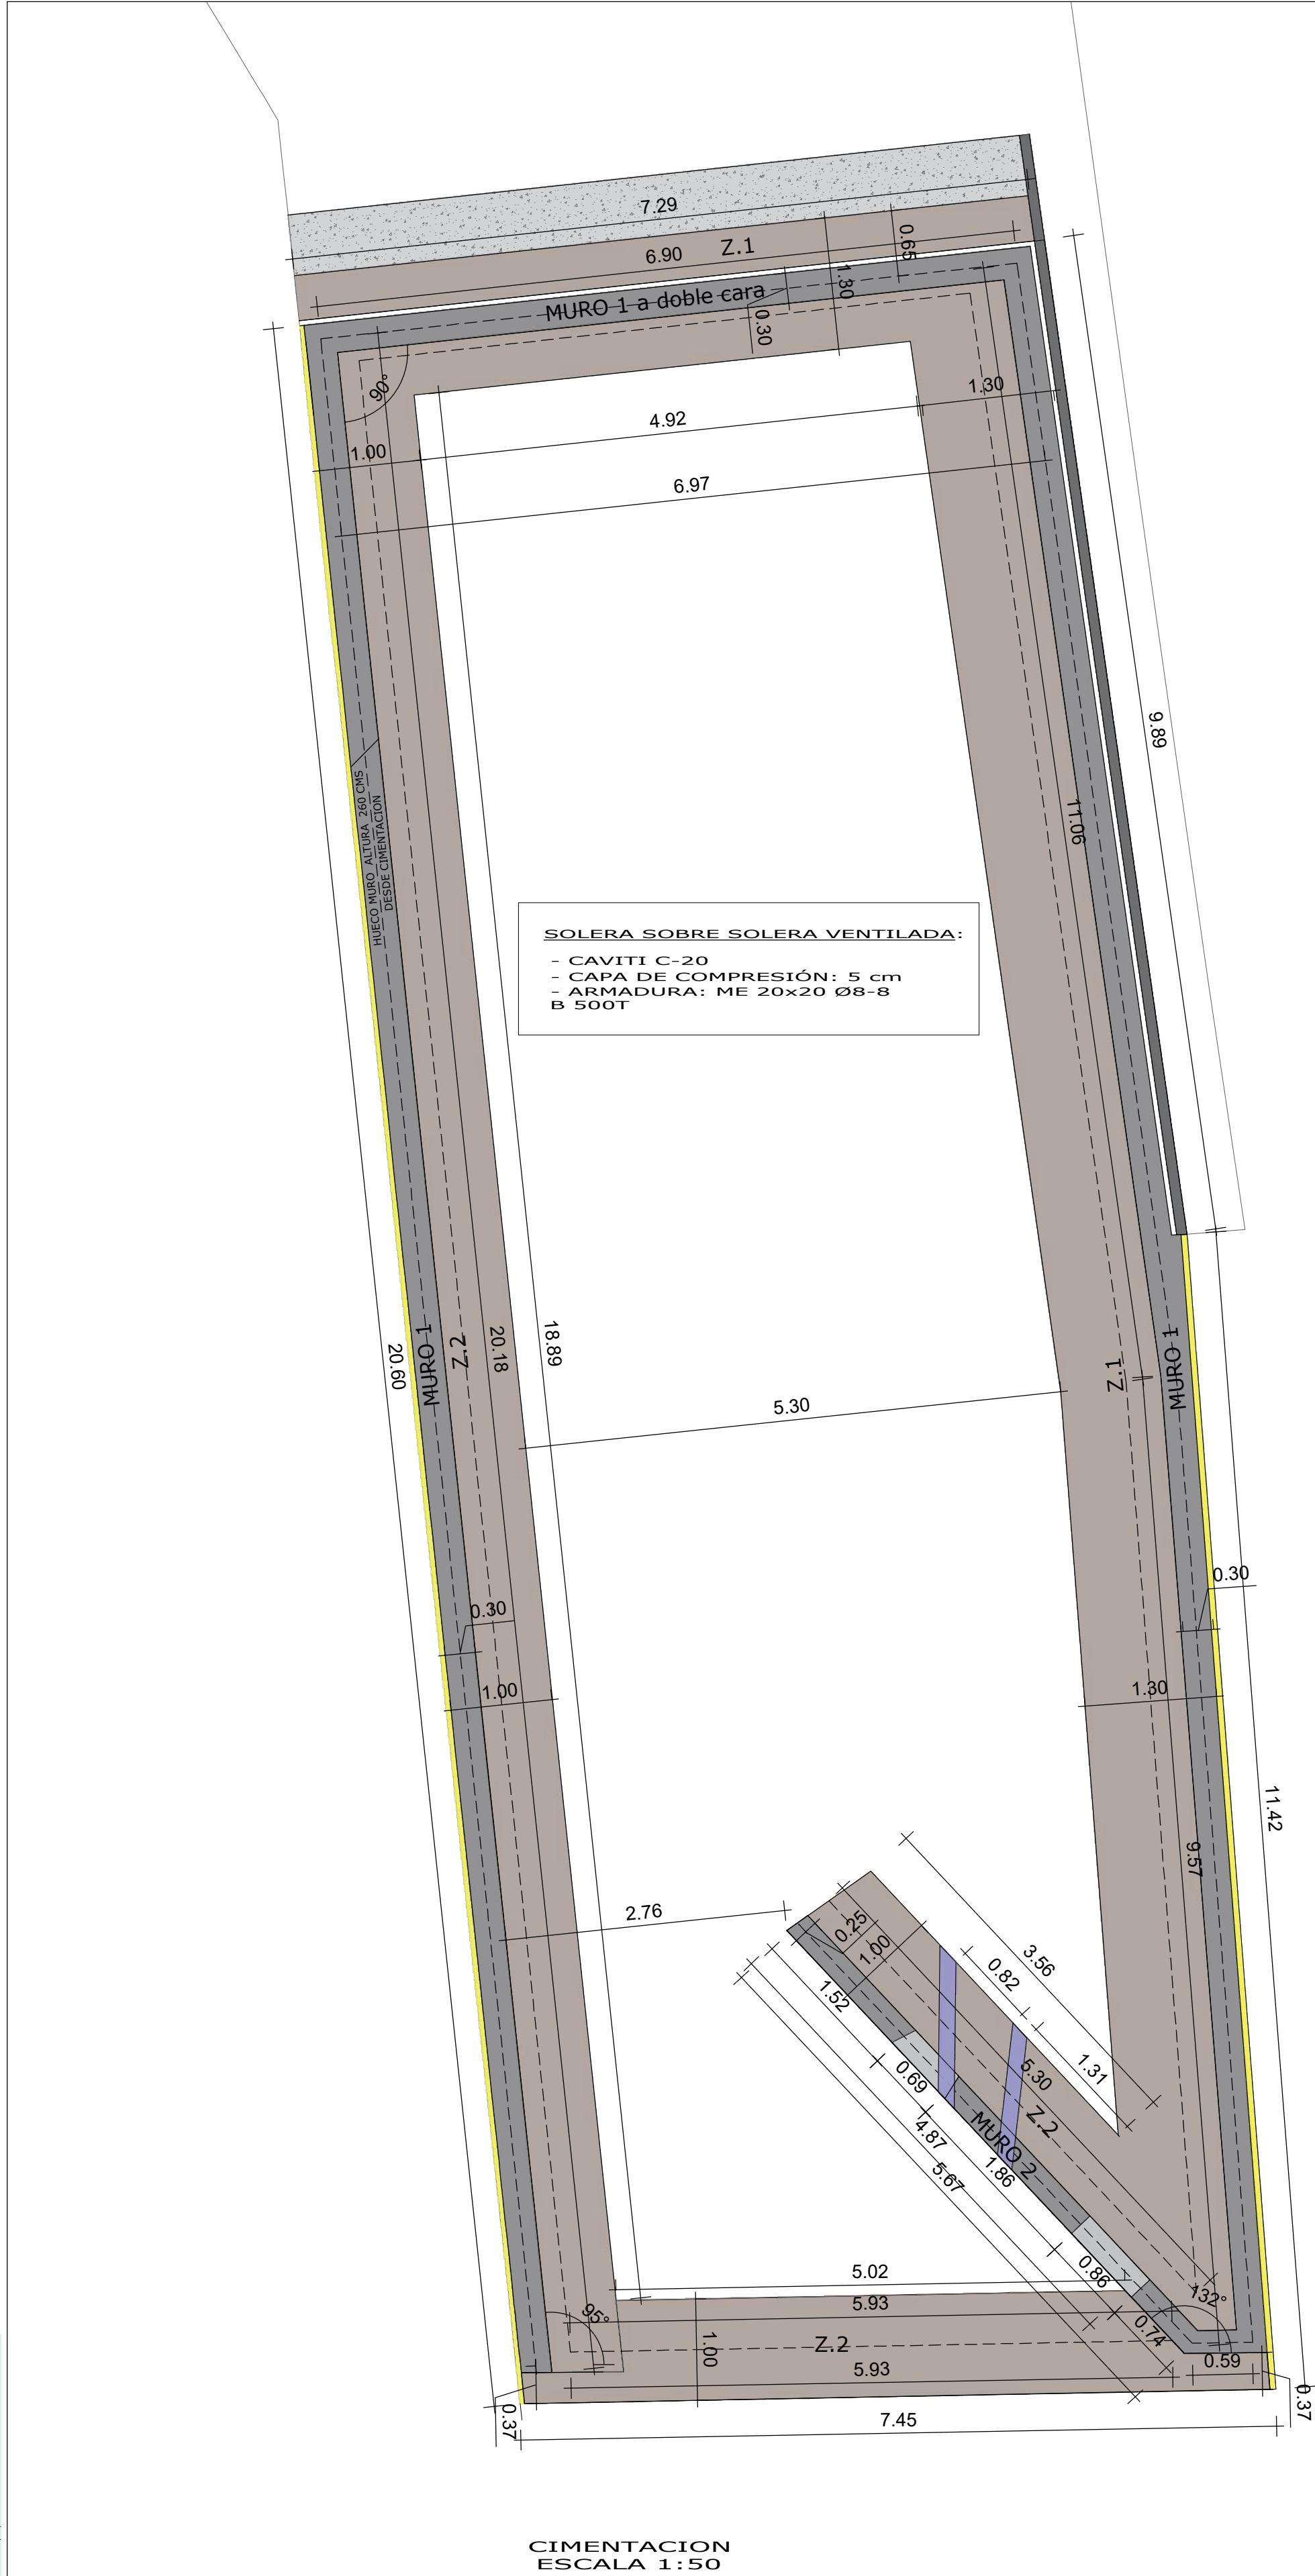 7.29
6.90
Z.1
0.65
1.30
MURO 1 a doble cara
0.30
90°
1.00
4.92
1.30
6.97
9.89
11.06
HUECO MURO ALTURA 260 CMS
DESDE CIMENTACION
SOLERA SOBRE SOLERA VENTILADA:
- CAVITI C-20
- CAPA DE COMPRESIÓN: 5 cm
- ARMADURA: ME 20x20 Ø8-8
B 500T
20.60
MURO 1
Z.2
20.18
18.89
5.30
Z.1
MURO 1
0.30
0.30
1.00
1.30
11.42
9.57
2.76
0.25
1.00
1.52
3.56
0.82
1.31
5.30
Z.2
0.69
MURO 2
4.87
1.86
5.67
0.86
132°
0.74
5.02
5.93
95°
Z.2
1.00
5.93
0.59
0.37
0.37
7.45
CIMENTACION
ESCALA 1:50